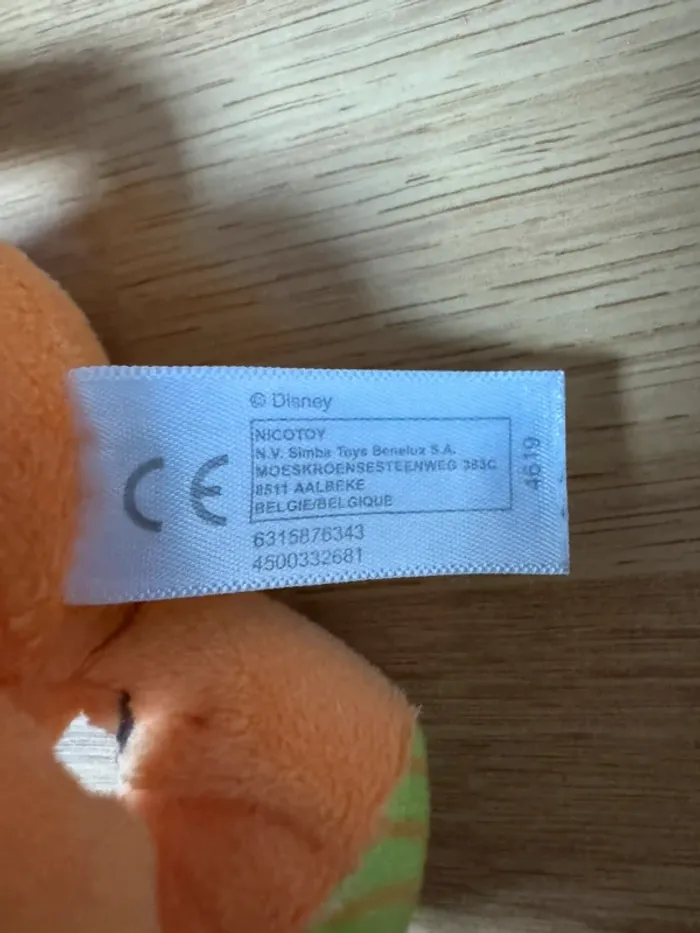 © Disney
CE
NICOTOY
N.V. Simba Toys Benelux S.A.
MOESKROENSESTEENWEG 383C
8511 AALBEKE
BELGIE/BELGIQUE
6315876343
4500332681
4619